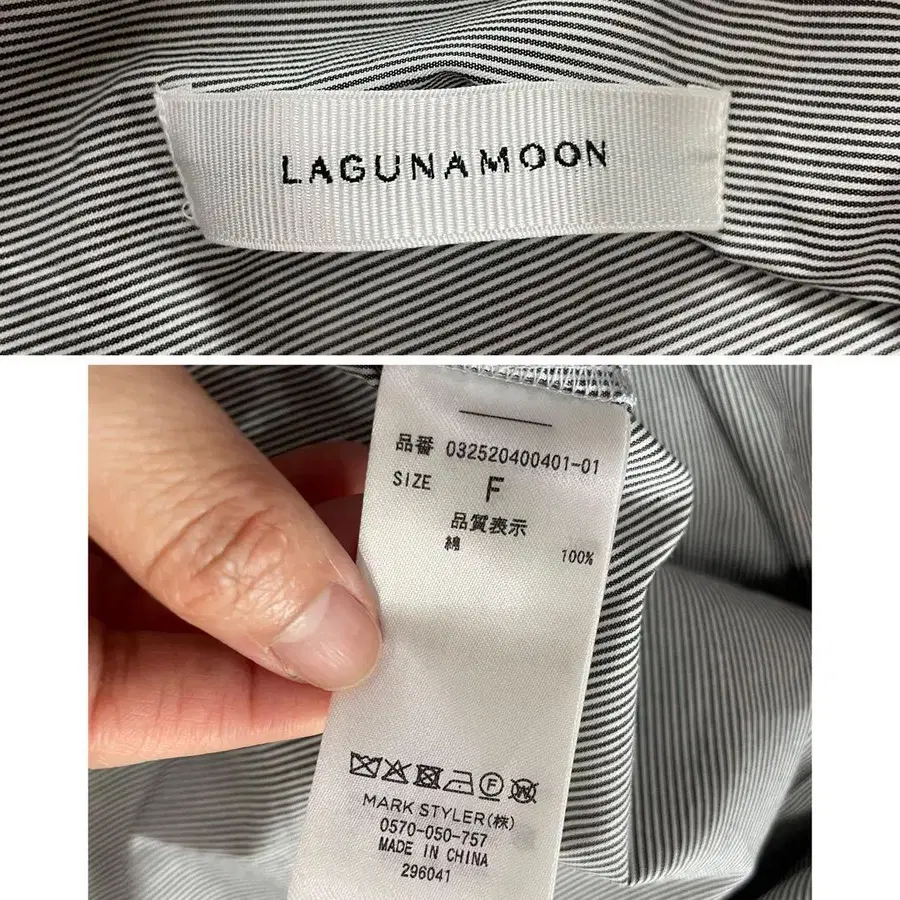 LAGUNAMOON
品番 032520400401-01
SIZE F
品質表示
綿 100%
MARK STYLER(株)
0570-050-757
MADE IN CHINA
296041